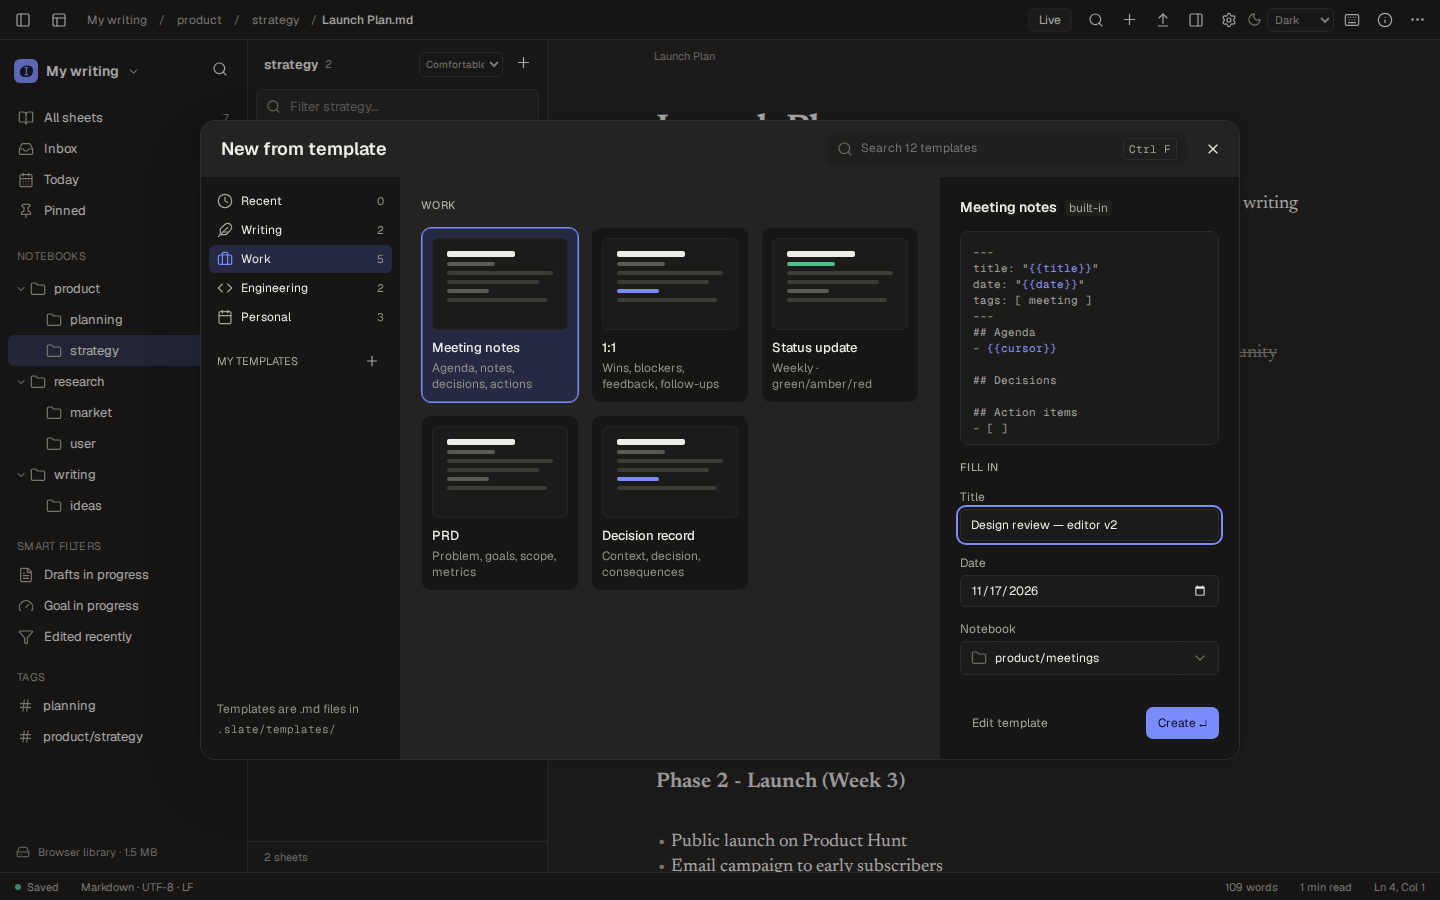 My writing / product / strategy / Launch Plan.md
Live
Dark
My writing
All sheets 7
Inbox
Today
Pinned
NOTEBOOKS
product
planning
strategy
research
market
user
writing
ideas
SMART FILTERS
Drafts in progress
Goal in progress
Edited recently
TAGS
# planning
# product/strategy
Browser library · 1.5 MB
strategy 2
Comfortable
Filter strategy...
2 sheets
Launch Plan
writing
Phase 2 - Launch (Week 3)
• Public launch on Product Hunt
• Email campaign to early subscribers
New from template
Search 12 templates
Ctrl F
Recent 0
Writing 2
Work 5
Engineering 2
Personal 3
MY TEMPLATES
Templates are .md files in
.slate/templates/
WORK
Meeting notes
Agenda, notes,
decisions, actions
1:1
Wins, blockers,
feedback, follow-ups
Status update
Weekly ·
green/amber/red
PRD
Problem, goals, scope,
metrics
Decision record
Context, decision,
consequences
Meeting notes built-in
---
title: "{{title}}"
date: "{{date}}"
tags: [ meeting ]
---
## Agenda
- {{cursor}}
## Decisions
## Action items
- [ ]
FILL IN
Title
Design review — editor v2
Date
11/17/2026
Notebook
product/meetings
Edit template
Create ↵
Saved
Markdown · UTF-8 · LF
109 words
1 min read
Ln 4, Col 1